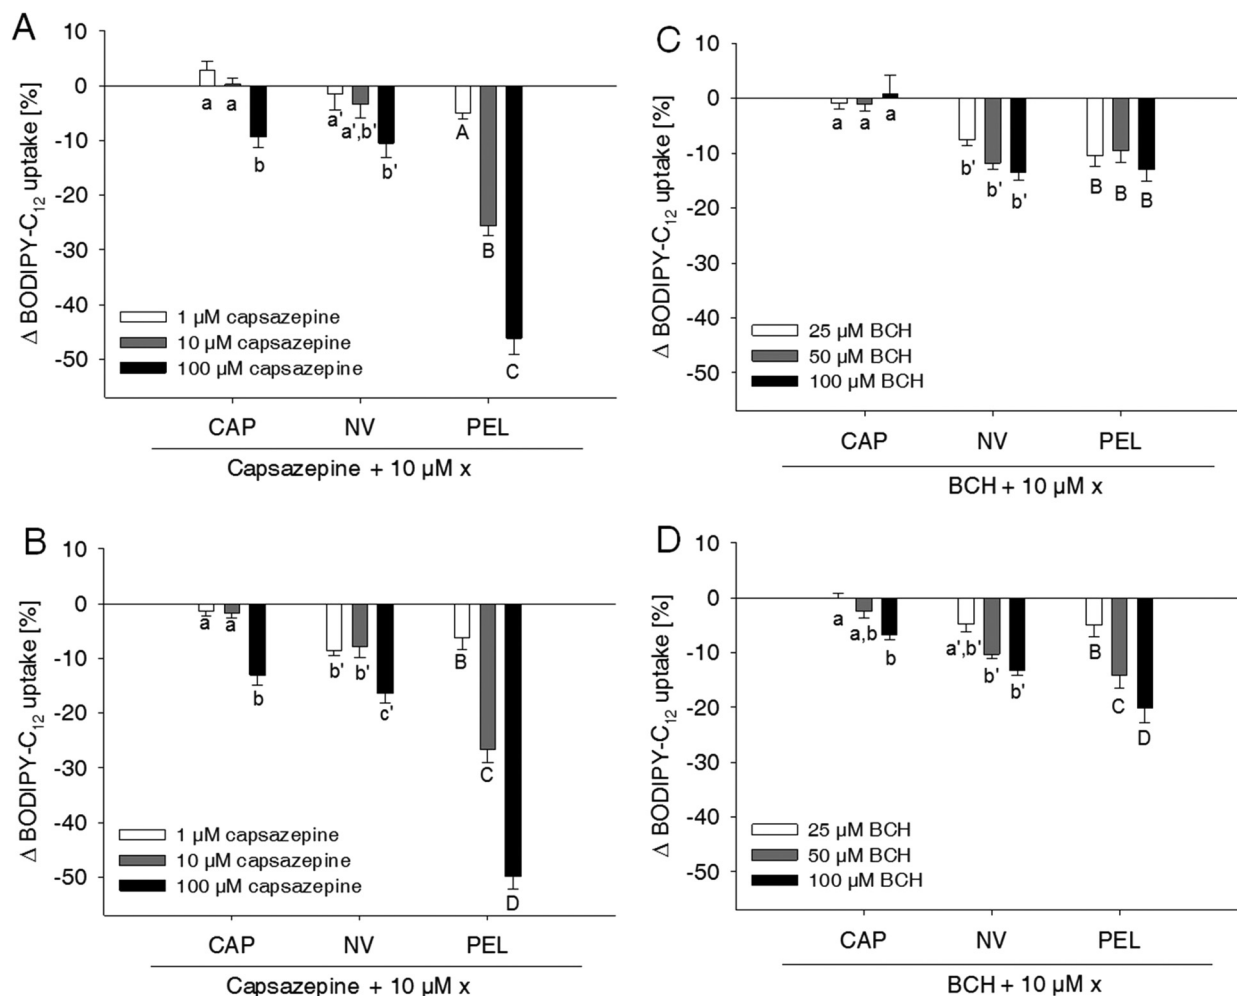 A
Δ BODIPY-C12 uptake [%]
10
0
-10
-20
-30
-40
-50
a
a
b
a'
a',b'
b'
A
B
C
1 µM capsazepine
10 µM capsazepine
100 µM capsazepine
CAP
NV
PEL
Capsazepine + 10 µM x
B
Δ BODIPY-C12 uptake [%]
10
0
-10
-20
-30
-40
-50
a
a
b
b'
b'
c'
B
C
D
1 µM capsazepine
10 µM capsazepine
100 µM capsazepine
CAP
NV
PEL
Capsazepine + 10 µM x
C
Δ BODIPY-C12 uptake [%]
10
0
-10
-20
-30
-40
-50
a
a
a
b'
b'
b'
B
B
B
25 µM BCH
50 µM BCH
100 µM BCH
CAP
NV
PEL
BCH + 10 µM x
D
Δ BODIPY-C12 uptake [%]
10
0
-10
-20
-30
-40
-50
a
a,b
b
a',b'
b'
b'
B
C
D
25 µM BCH
50 µM BCH
100 µM BCH
CAP
NV
PEL
BCH + 10 µM x